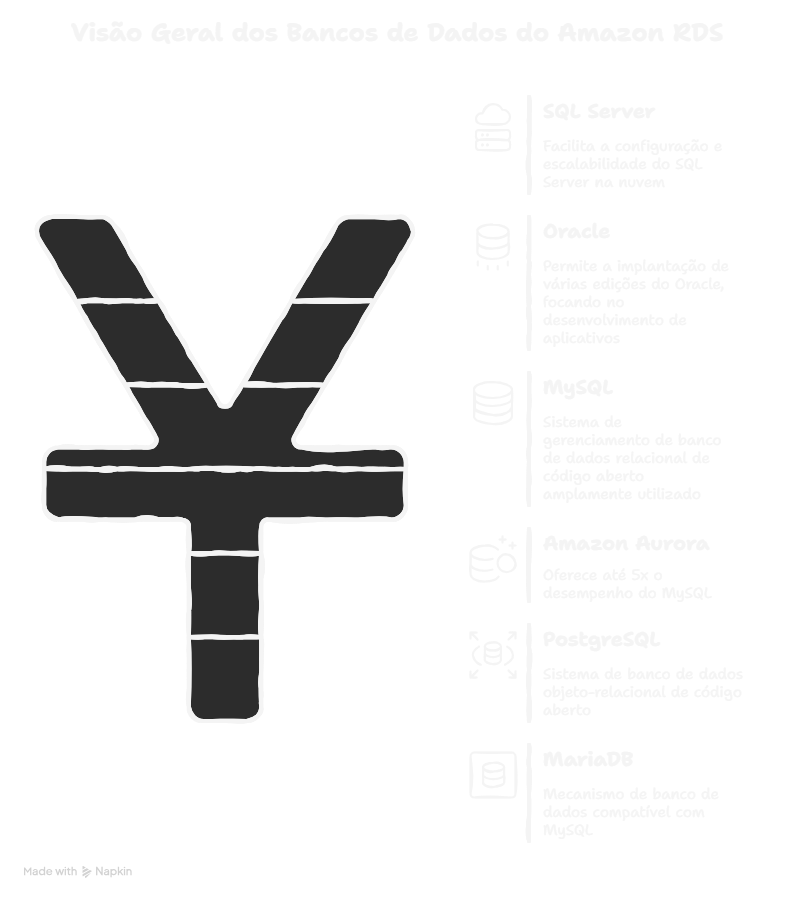 Visão Geral dos Bancos de Dados do Amazon RDS
SQL Server
Facilita a configuração e
escalabilidade do SQL
Server na nuvem
Oracle
Permite a implantação de
várias edições do Oracle,
focando no
desenvolvimento de
aplicativos
MySQL
Sistema de
gerenciamento de banco
de dados relacional de
código aberto
amplamente utilizado
Amazon Aurora
Oferece até 5x o
desempenho do MySQL
PostgreSQL
Sistema de banco de dados
objeto-relacional de código
aberto
MariaDB
Mecanismo de banco de
dados compatível com
MySQL
Made with Napkin